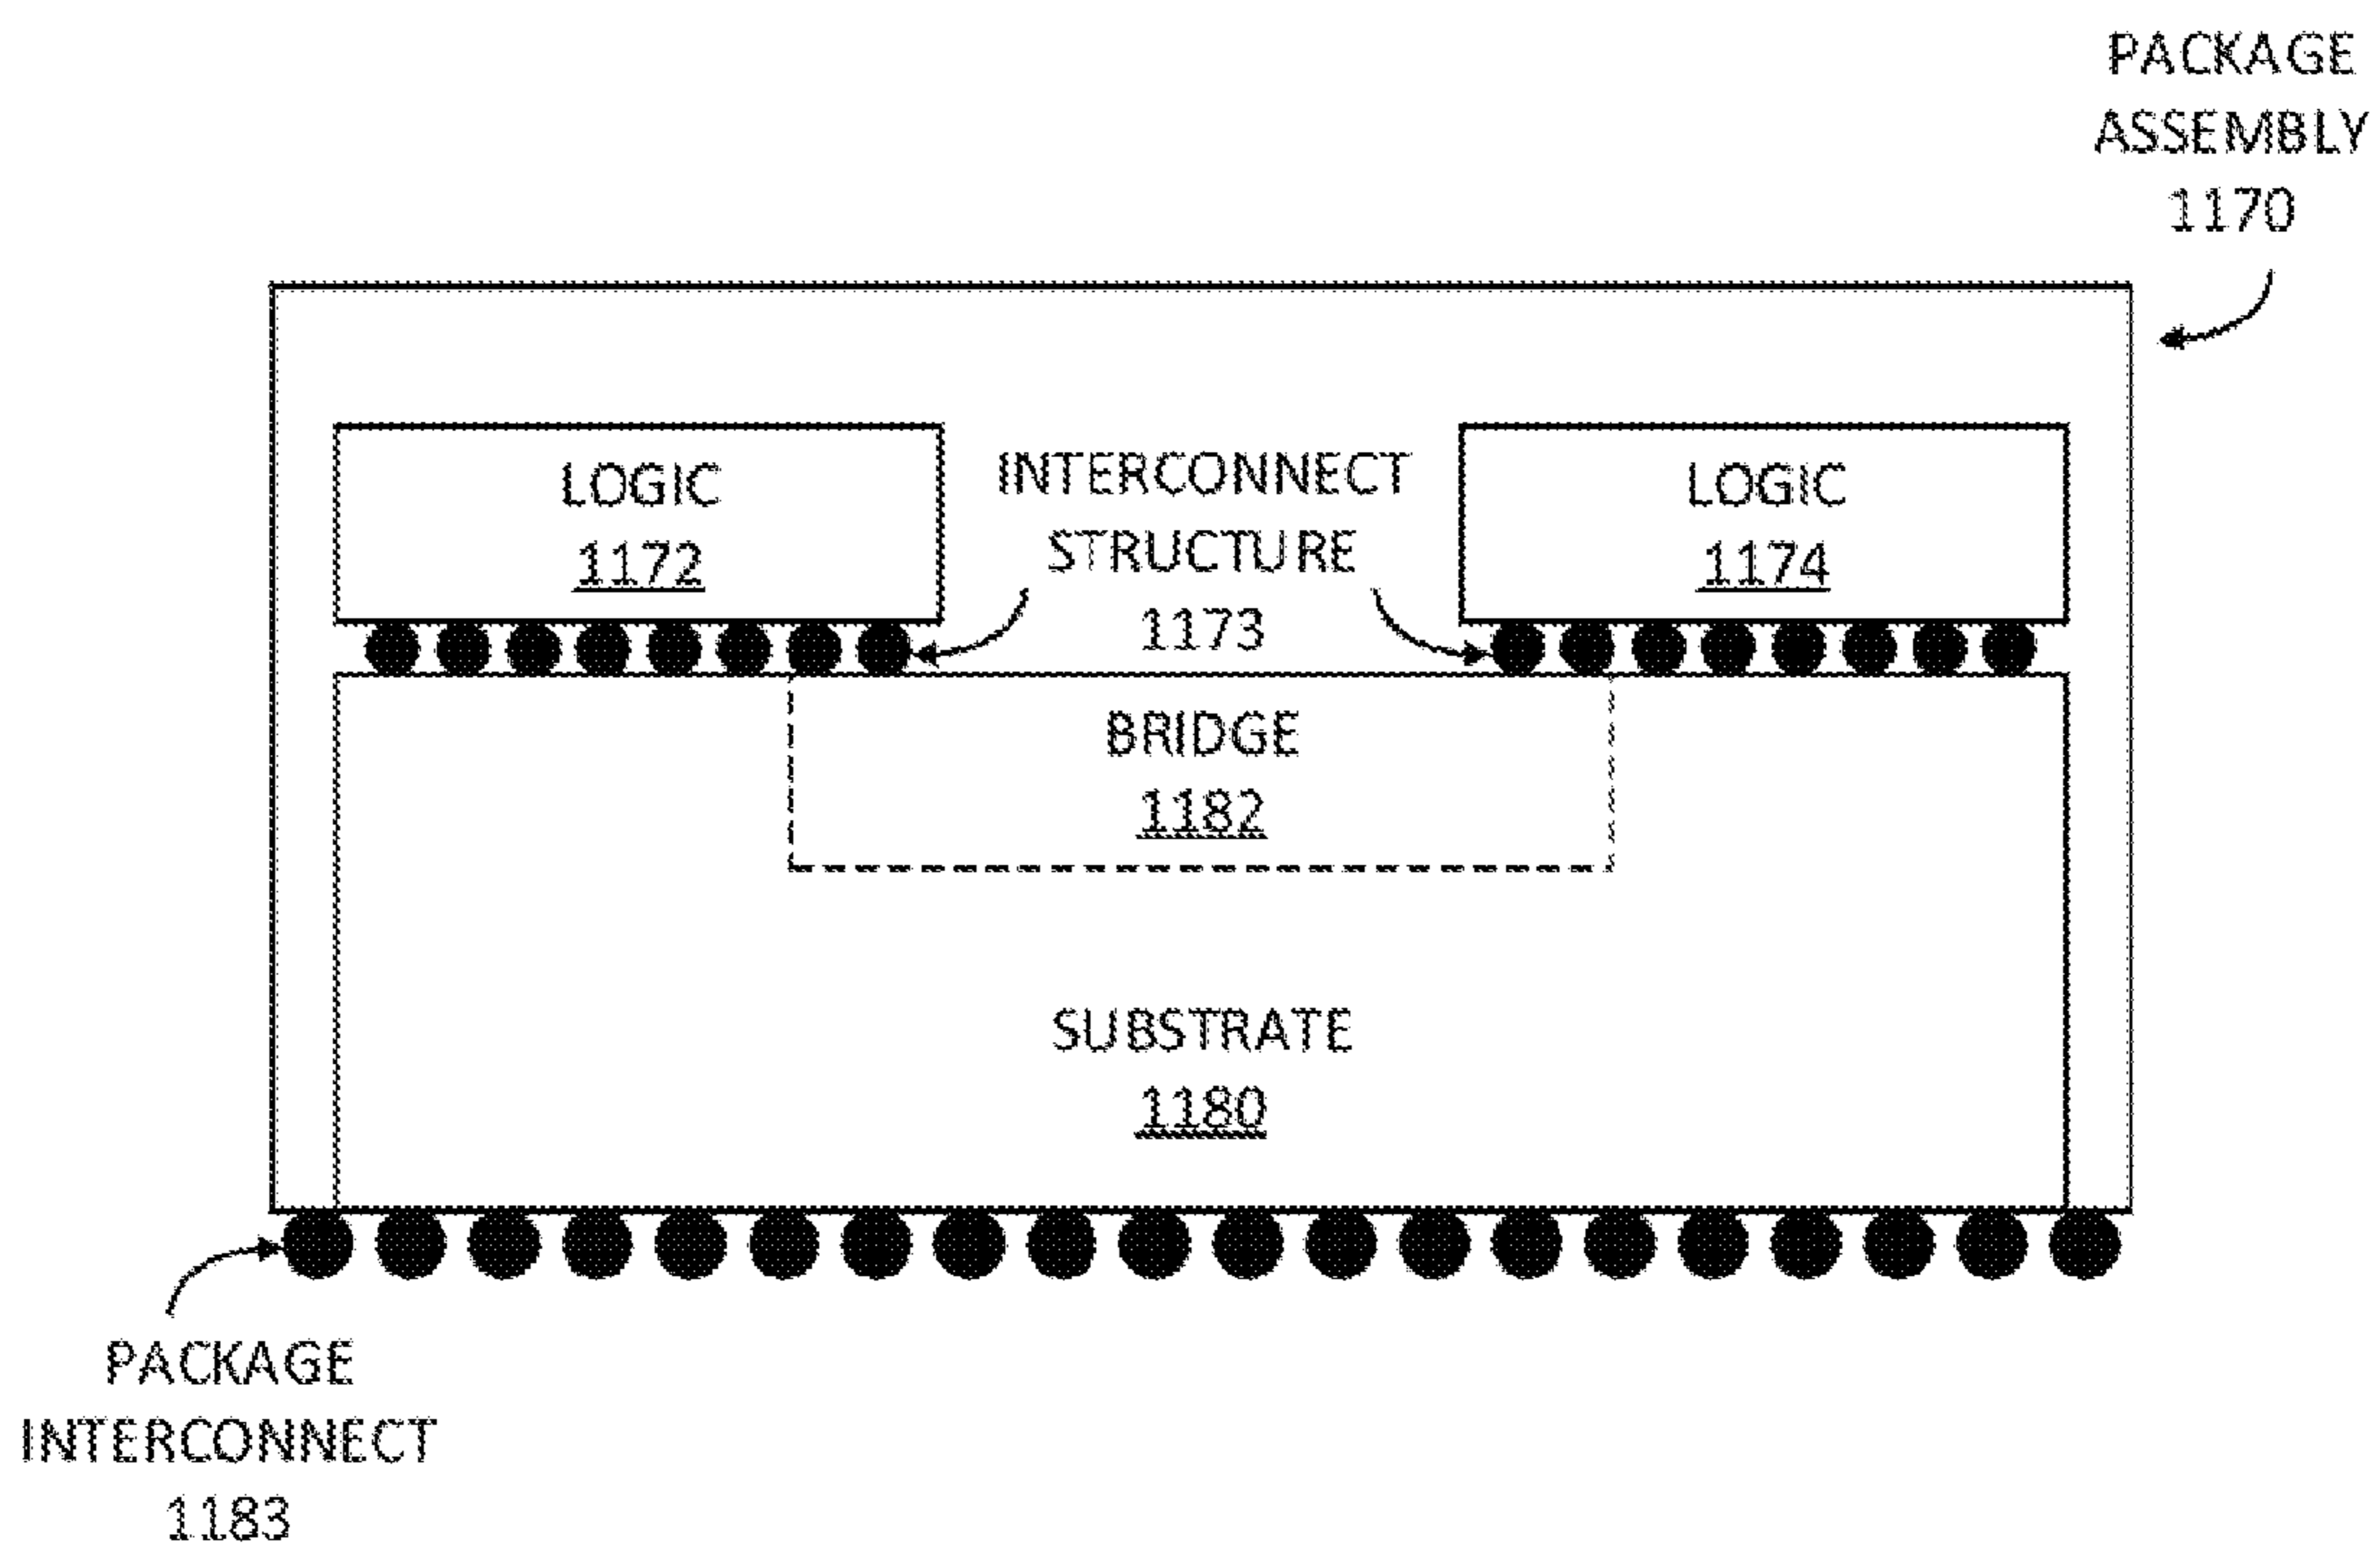 PACKAGE
ASSEMBLY
1170
LOGIC
1172
INTERCONNECT
STRUCTURE
1173
LOGIC
1174
BRIDGE
1182
SUBSTRATE
1180
PACKAGE
INTERCONNECT
1183